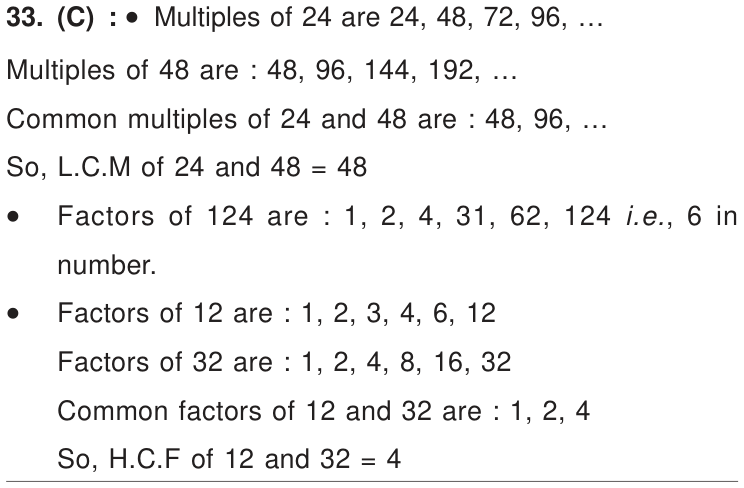 33. (C) : • Multiples of 24 are 24, 48, 72, 96, ...
Multiples of 48 are : 48, 96, 144, 192, ...
Common multiples of 24 and 48 are : 48, 96, ...
So, L.C.M of 24 and 48 = 48
• Factors of 124 are : 1, 2, 4, 31, 62, 124 i.e., 6 in
number.
• Factors of 12 are : 1, 2, 3, 4, 6, 12
Factors of 32 are : 1, 2, 4, 8, 16, 32
Common factors of 12 and 32 are : 1, 2, 4
So, H.C.F of 12 and 32 = 4